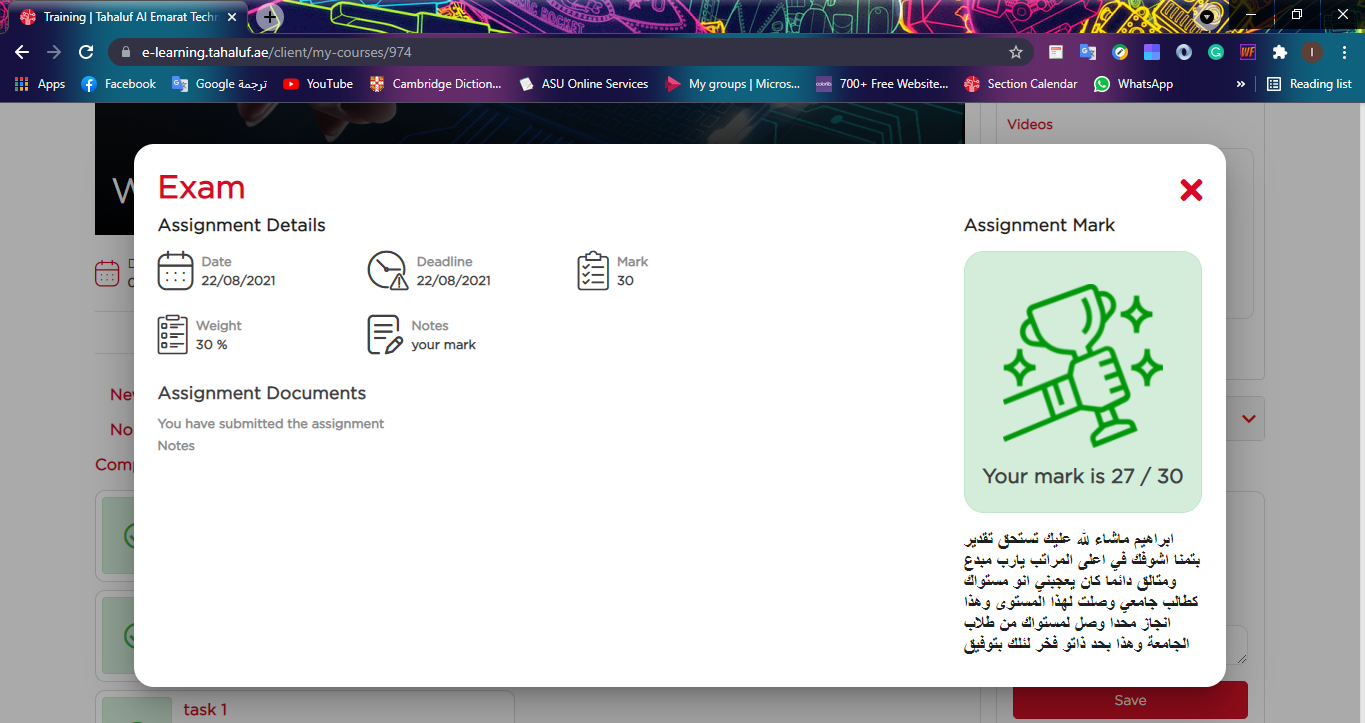 Training | Tahaluf Al Emarat Techn
e-learning.tahaluf.ae/client/my-courses/974
Apps
Facebook
Google ترجمة
YouTube
Cambridge Diction...
ASU Online Services
My groups | Micros...
700+ Free Website...
Section Calendar
WhatsApp
»
Reading list
Videos
W
Exam
Assignment Details
Assignment Mark
Date
22/08/2021
Deadline
22/08/2021
Mark
30
Weight
30 %
Notes
your mark
Assignment Documents
You have submitted the assignment
Notes
Your mark is 27 / 30
ابراهيم ماشاء لله عليك تستحق تقدير
بتمنا اشوفك في اعلى المراتب يارب مبدع
ومتالق دائما كان يعجبني انو مستواك
كطالب جامعي وصلت لهذا المستوى وهذا
انجاز محدا وصل لمستواك من طلاب
الجامعة وهذا بحد ذاتو فخر لئلك بتوفيق
Ne
No
Comp
task 1
Save